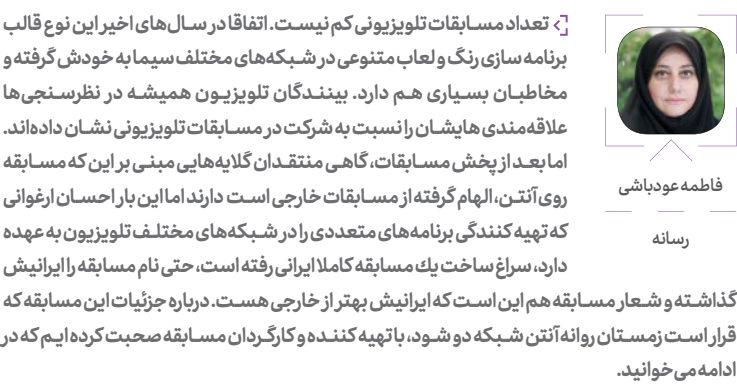 تعداد مسابقات تلویزیونی کم نیست. اتفاقا در سال‌های اخیر این نوع قالب
برنامه سازی رنگ و لعاب متنوعی در شبکه‌های مختلف سیما به خودش گرفته و
مخاطبان بسیاری هم دارد. بینندگان تلویزیون همیشه در نظرسنجی‌ها
علاقه‌مندی هایشان را نسبت به شرکت در مسابقات تلویزیونی نشان داده‌اند.
اما بعد از پخش مسابقات، گاهی منتقدان گلایه‌هایی مبنی بر این که مسابقه
روی آنتن، الهام گرفته از مسابقات خارجی است دارند اما این بار احسان ارغوانی
که تهیه کنندگی برنامه‌های متعددی را در شبکه‌های مختلف تلویزیون به عهده
دارد، سراغ ساخت یك مسابقه کاملا ایرانی رفته است، حتی نام مسابقه را ایرانیش
گذاشته و شعار مسابقه هم این است که ایرانیش بهتر از خارجی هست. درباره جزئیات این مسابقه که
قرار است زمستان روانه آنتن شبکه دو شود، با تهیه کننده و کارگردان مسابقه صحبت کرده ایم که در
ادامه می‌خوانید.
فاطمه عودباشی
رسانه